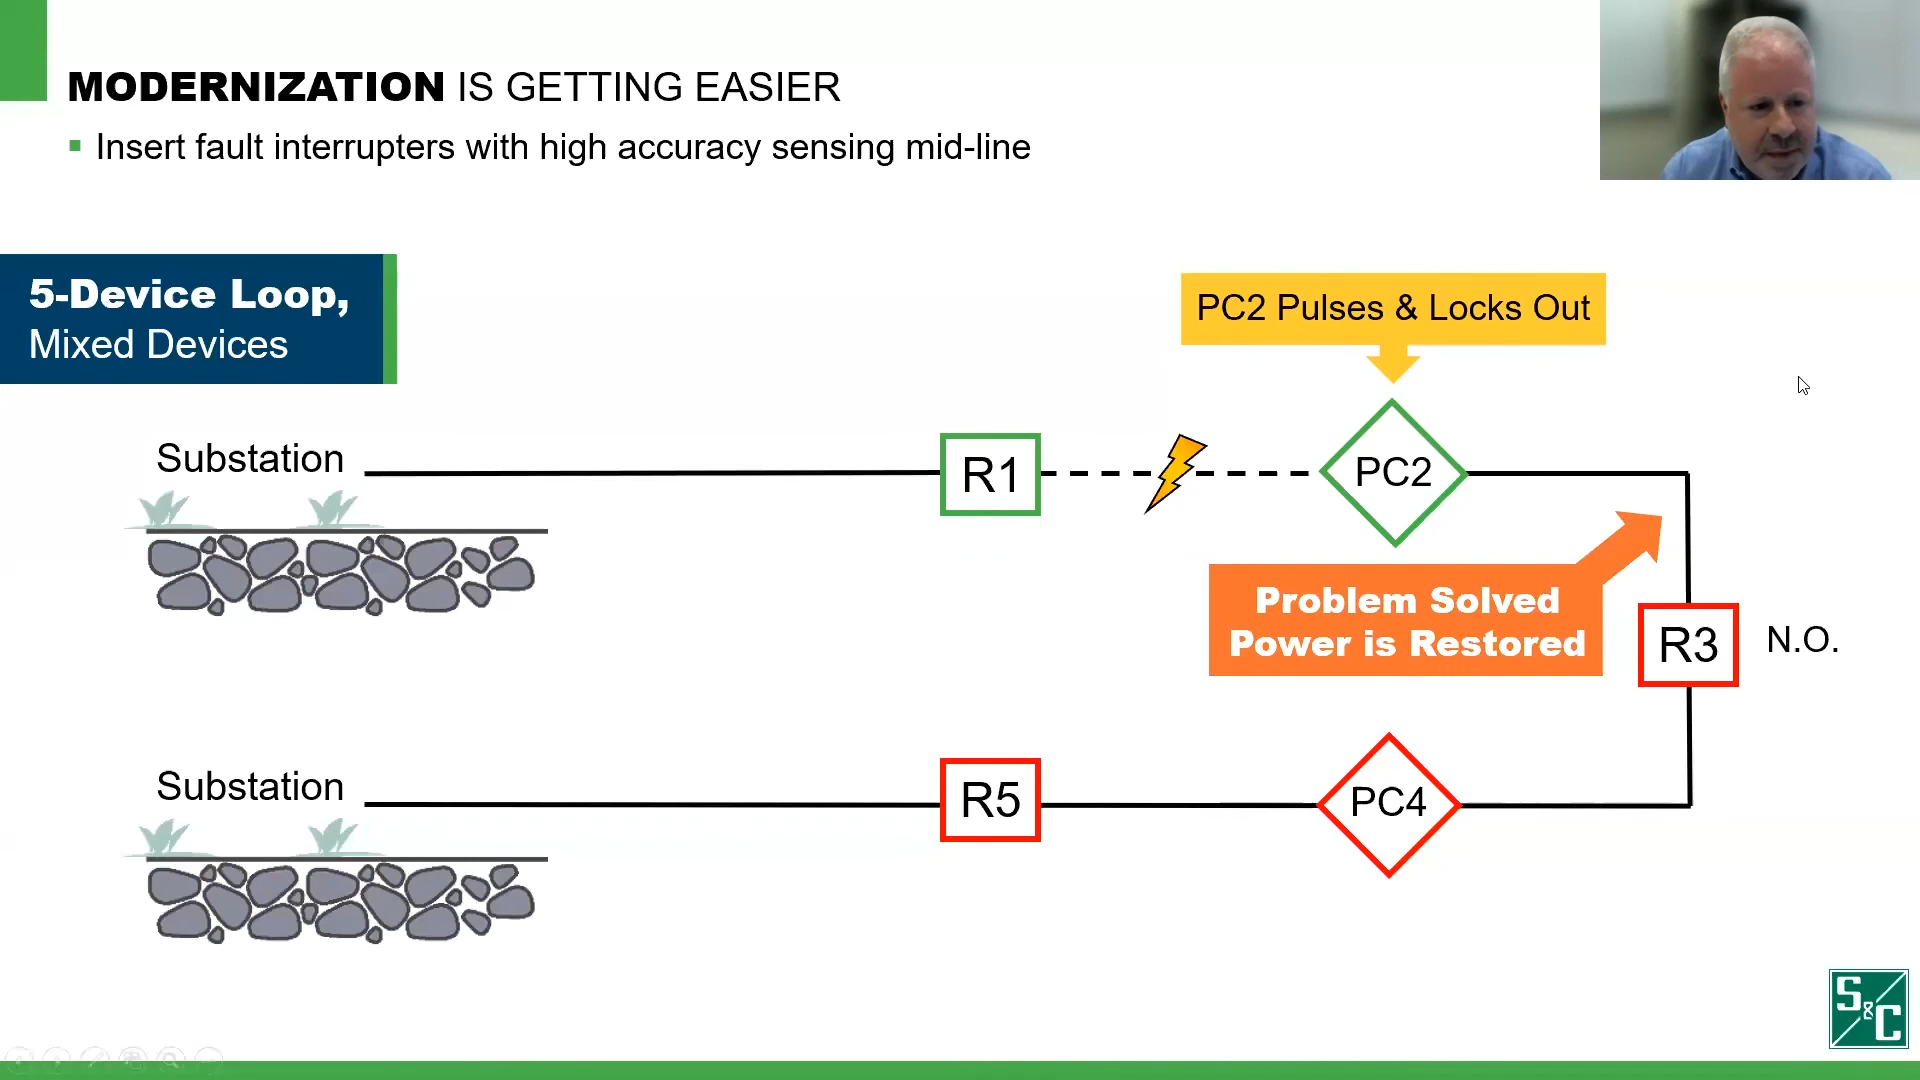 MODERNIZATION IS GETTING EASIER
Insert fault interrupters with high accuracy sensing mid-line
5-Device Loop,
Mixed Devices
PC2 Pulses & Locks Out
Substation
R1
PC2
Problem Solved
Power is Restored
R3
N.O.
Substation
R5
PC4
S&C